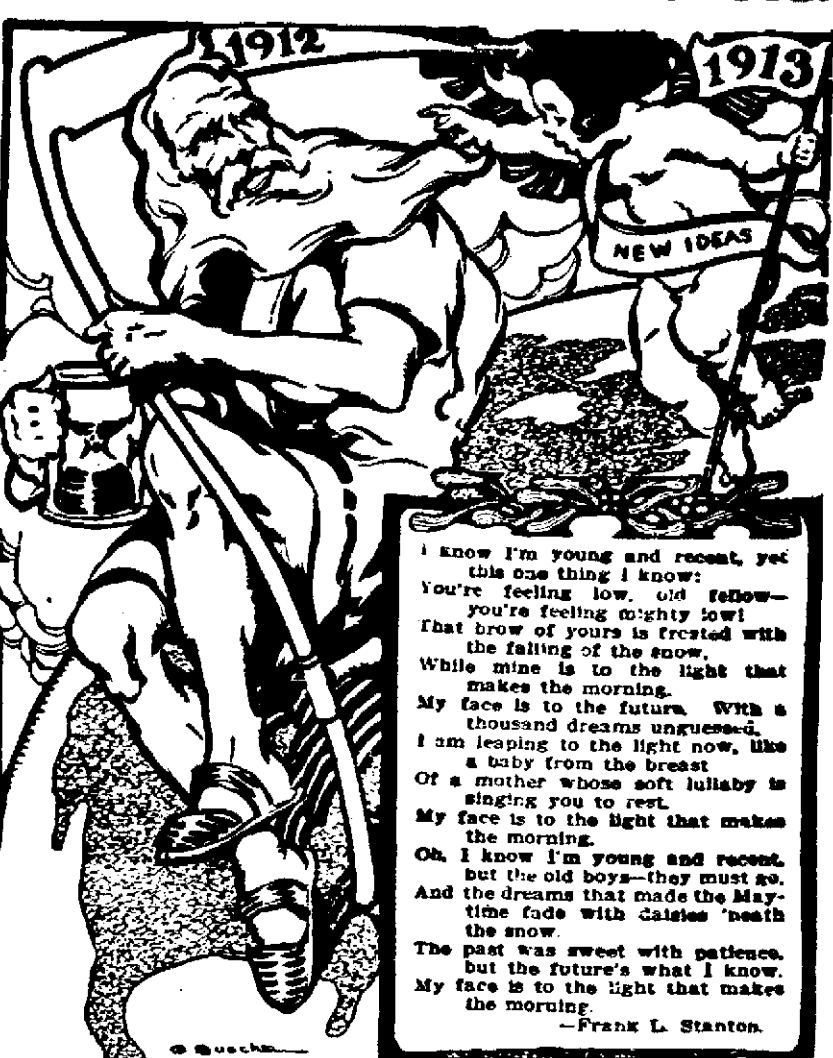 1912
1913
NEW IDEAS
I know I'm young and recent, yet
this one thing I know:
You're feeling low, old fellow—
you're feeling mighty low!
That brow of yours is frosted with
the falling of the snow,
While mine is to the light that
makes the morning.
My face is to the future. With a
thousand dreams unguessed,
I am leaping to the light now, like
a baby from the breast
Of a mother whose soft lullaby is
singing you to rest.
My face is to the light that makes
the morning.
Oh, I know I'm young and recent,
but the old boys—they must go,
And the dreams that made the May-
time fade with daisies 'neath
the snow.
The past was sweet with patience,
but the future's what I know.
My face is to the light that makes
the morning.
—Frank L. Stanton.